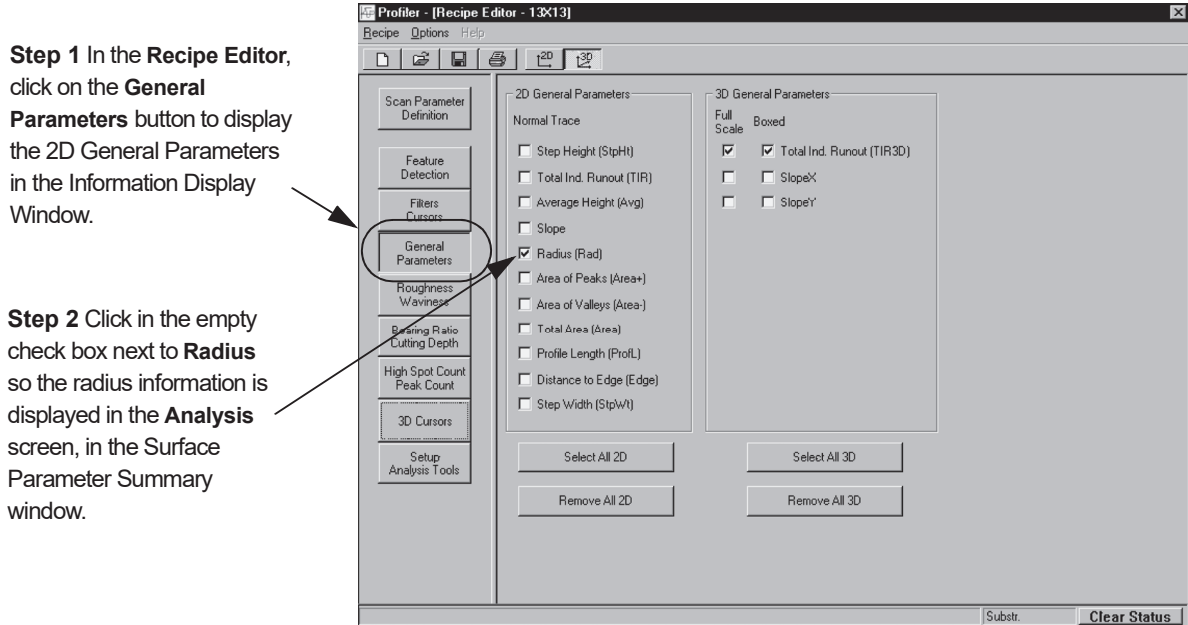 Step 1 In the Recipe Editor,
click on the General
Parameters button to display
the 2D General Parameters
in the Information Display
Window.
Step 2 Click in the empty
check box next to Radius
so the radius information is
displayed in the Analysis
screen, in the Surface
Parameter Summary
window.
Profiler - [Recipe Editor - 13X13]
Recipe Options Help
2D 3D
Scan Parameter
Definition
Feature
Detection
Filters
Cursors
General
Parameters
Roughness
Waviness
Bearing Ratio
Cutting Depth
High Spot Count
Peak Count
3D Cursors
Setup
Analysis Tools
2D General Parameters
Normal Trace
Step Height (StpHt)
Total Ind. Runout (TIR)
Average Height (Avg)
Slope
Radius (Rad)
Area of Peaks (Area+)
Area of Valleys (Area-)
Total Area (Area)
Profile Length (ProfL)
Distance to Edge (Edge)
Step Width (StpWt)
Select All 2D
Remove All 2D
3D General Parameters
Full
Scale
Boxed
Total Ind. Runout (TIR3D)
SlopeX
SlopeY
Select All 3D
Remove All 3D
Substr.
Clear Status